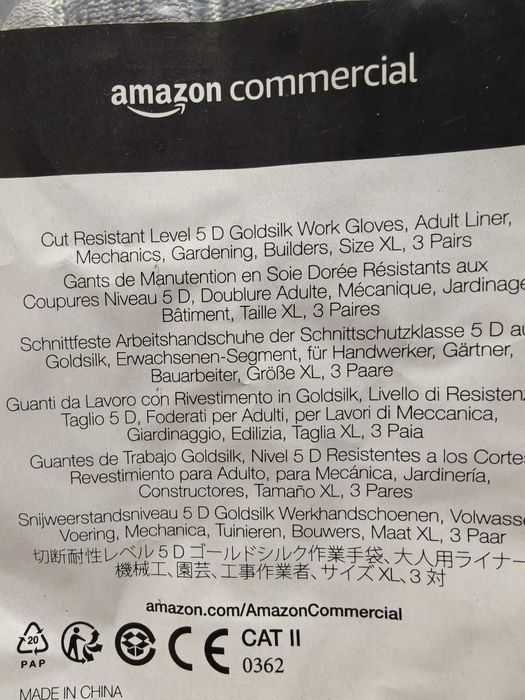 amazon commercial
Cut Resistant Level 5 D Goldsilk Work Gloves, Adult Liner,
Mechanics, Gardening, Builders, Size XL, 3 Pairs
Gants de Manutention en Soie Dorée Résistants aux
Coupures Niveau 5 D, Doublure Adulte, Mécanique, Jardinage
Bâtiment, Taille XL, 3 Paires
Schnittfeste Arbeitshandschuhe der Schnittschutzklasse 5 D au
Goldsilk, Erwachsenen-Segment, für Handwerker, Gärtner,
Bauarbeiter, Größe XL, 3 Paare
Guanti da Lavoro con Rivestimento in Goldsilk, Livello di Resisten
Taglio 5 D, Foderati per Adulti, per Lavori di Meccanica,
Giardinaggio, Edilizia, Taglia XL, 3 Paia
Guantes de Trabajo Goldsilk, Nivel 5 D Resistentes a los Corte
Revestimiento para Adulto, para Mecánica, Jardinería,
Constructores, Tamaño XL, 3 Pares
Snijweerstandsniveau 5 D Goldsilk Werkhandschoenen, Volwass
Voering, Mechanica, Tuinieren, Bouwers, Maat XL, 3 Paar
切断耐性レベル5Dゴールドシルク作業手袋、大人用ライナー
機械工、園芸、工事作業者、サイズXL、3対
amazon.com/AmazonCommercial
20
PAP
CE CAT II
0362
MADE IN CHINA